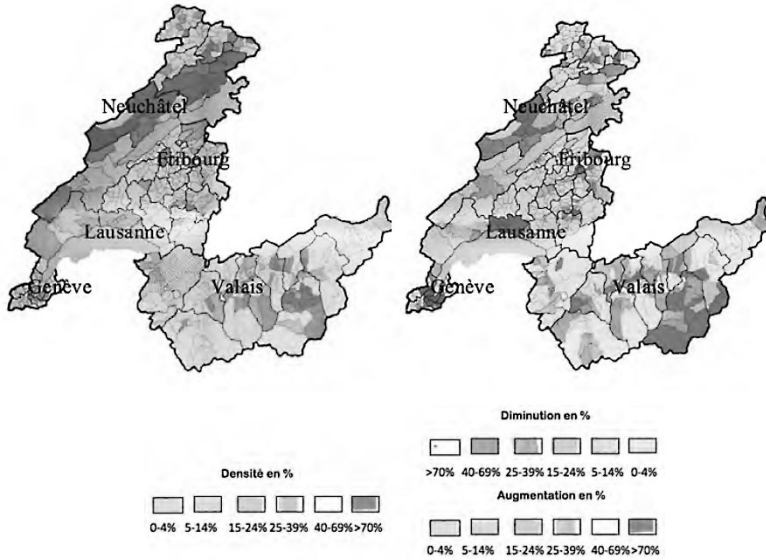 Neuchâtel
Fribourg
Lausanne
Genève
Valais
Neuchâtel
Fribourg
Lausanne
Genève
Valais
Densité en %
0-4% 5-14% 15-24% 25-39% 40-69% >70%
Diminution en %
>70% 40-69% 25-39% 15-24% 5-14% 0-4%
Augmentation en %
0-4% 5-14% 15-24% 25-39% 40-69% >70%